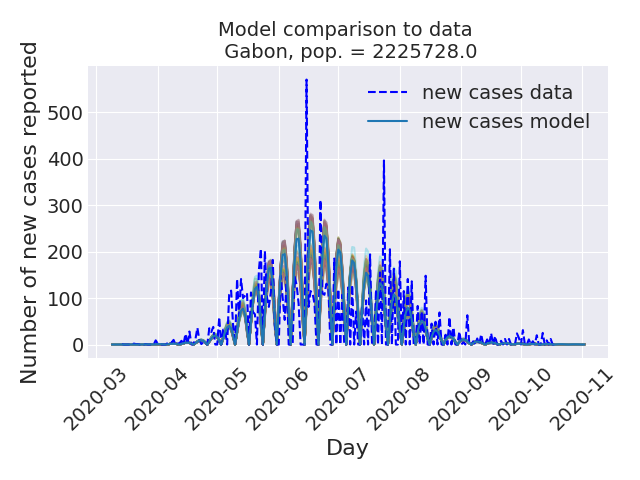 Model comparison to data
Gabon, pop. = 2225728.0
Number of new cases reported
500
400
300
200
100
0
new cases data
new cases model
2020-03
2020-04
2020-05
2020-06
2020-07
2020-08
2020-09
2020-10
2020-11
Day